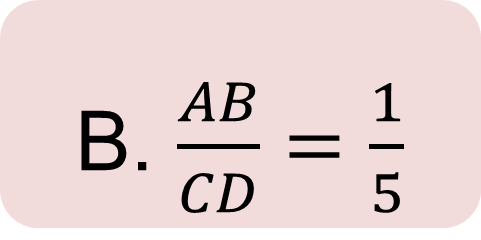 B. AB/CD = 1/5